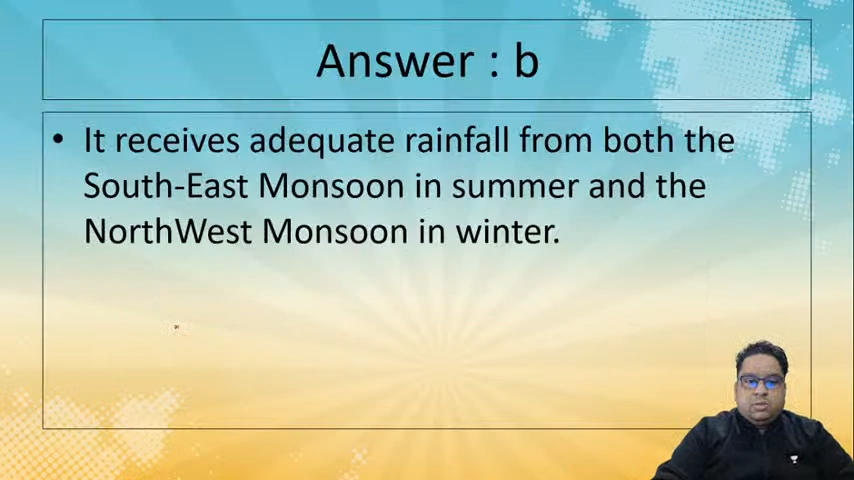 Answer : b
• It receives adequate rainfall from both the
South-East Monsoon in summer and the
NorthWest Monsoon in winter.